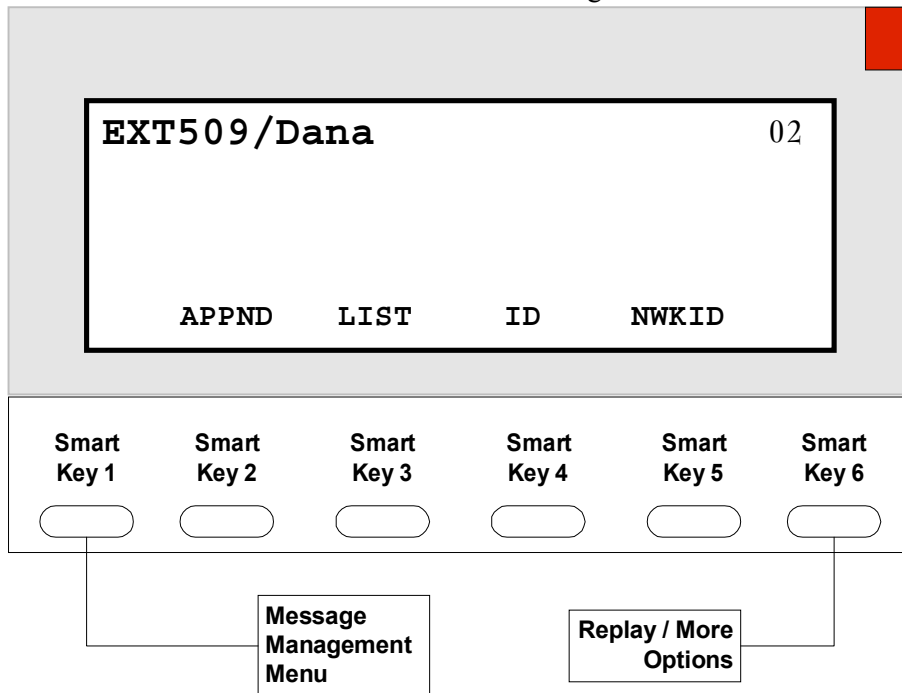 EXT509/Dana 02
APPND LIST ID NWKID
Smart Smart Smart Smart Smart Smart
Key 1 Key 2 Key 3 Key 4 Key 5 Key 6
Message
Management
Menu
Replay / More
Options